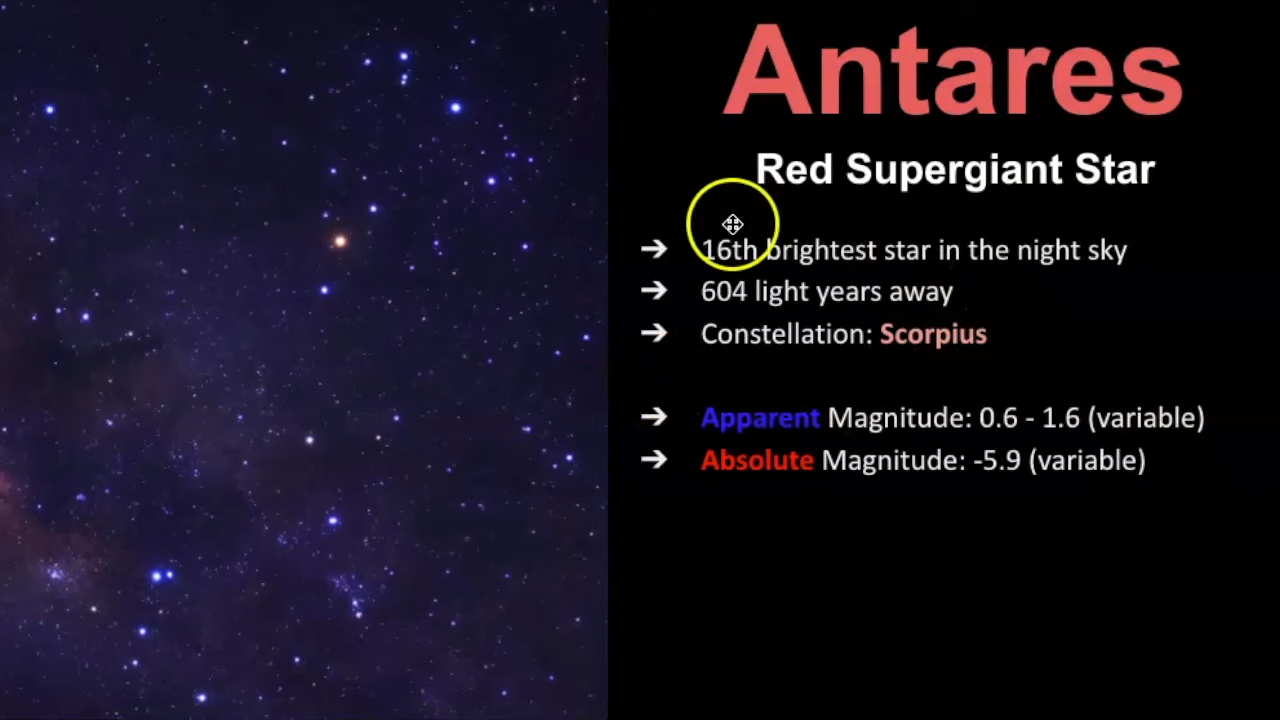 Antares
Red Supergiant Star
➔ 16th brightest star in the night sky
➔ 604 light years away
➔ Constellation: Scorpius
➔ Apparent Magnitude: 0.6 - 1.6 (variable)
➔ Absolute Magnitude: -5.9 (variable)